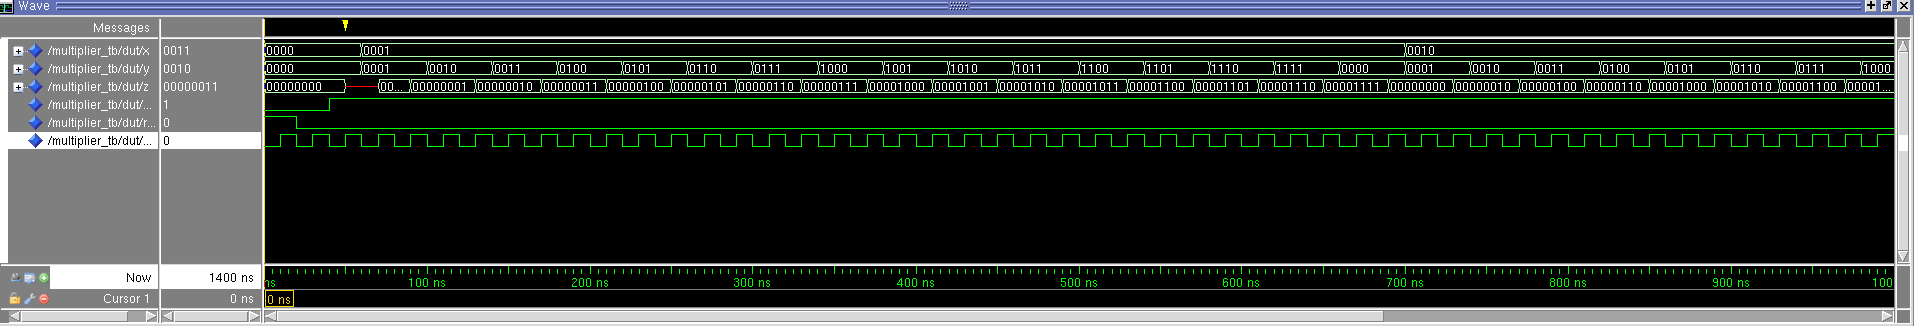 Wave
Messages
/multiplier_tb/dut/x 0011 0000 0001 0010
/multiplier_tb/dut/y 0010 0000 0001 0010 0011 0100 0101 0110 0111 1000 1001 1010 1011 1100 1101 1110 1111 0000 0001 0010 0011 0100 0101 0110 0111 1000
/multiplier_tb/dut/z 00000011 00000000 00... 00000001 00000010 00000011 00000100 00000101 00000110 00000111 00001000 00001001 00001010 00001011 00001100 00001101 00001110 00001111 00000000 00000010 00000100 00000110 00001000 00001010 00001100 00001...
/multiplier_tb/dut/... 1
/multiplier_tb/dut/r... 0
/multiplier_tb/dut/... 0
Now 1400 ns ns 100 ns 200 ns 300 ns 400 ns 500 ns 600 ns 700 ns 800 ns 900 ns 100
Cursor 1 0 ns 0 ns